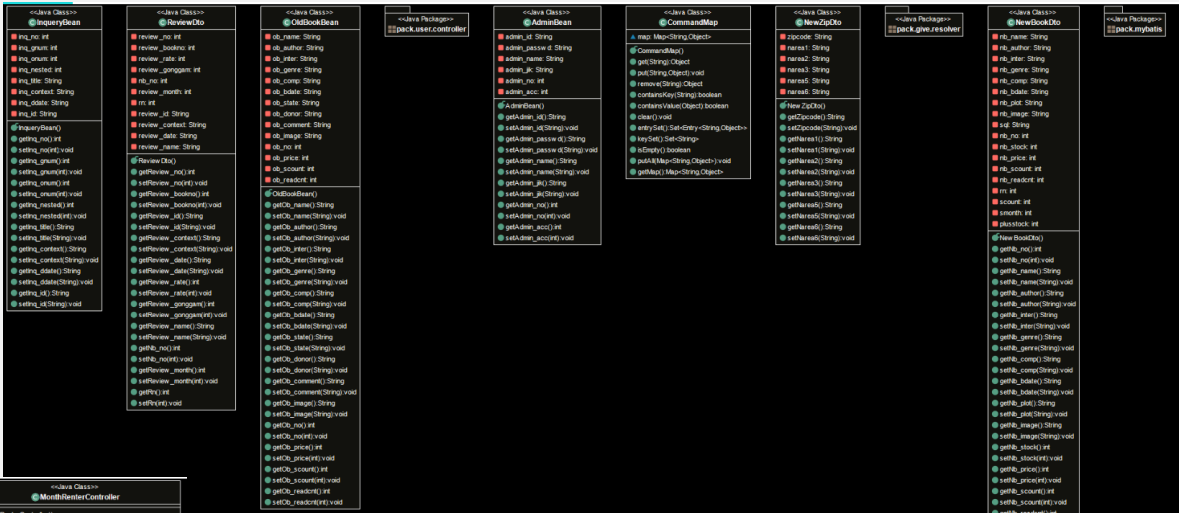 <<Java Class>>
InqueryBean
inq_no: int
inq_gnum: int
inq_onum: int
inq_nested: int
inq_title: String
inq_context: String
inq_ddate: String
inq_id: String
InqueryBean()
getInq_no():int
setInq_no(int):void
getInq_gnum():int
setInq_gnum(int):void
getInq_onum():int
setInq_onum(int):void
getInq_nested():int
setInq_nested(int):void
getInq_title():String
setInq_title(String):void
getInq_context():String
setInq_context(String):void
getInq_ddate():String
setInq_ddate(String):void
getInq_id():String
setInq_id(String):void
<<Java Class>>
ReviewDto
review_no: int
review_bookno: int
review_rate: int
review_gonggam: int
nb_no: int
review_month: int
rn: int
review_id: String
review_context: String
review_date: String
review_name: String
ReviewDto()
getReview_no():int
setReview_no(int):void
getReview_bookno():int
setReview_bookno(int):void
getReview_id():String
setReview_id(String):void
getReview_context():String
setReview_context(String):void
getReview_date():String
setReview_date(String):void
getReview_rate():int
setReview_rate(int):void
getReview_gonggam():int
setReview_gonggam(int):void
getReview_name():String
setReview_name(String):void
getNb_no():int
setNb_no(int):void
getReview_month():int
setReview_month(int):void
getRn():int
setRn(int):void
<<Java Class>>
OldBookBean
ob_name: String
ob_author: String
ob_inter: String
ob_genre: String
ob_comp: String
ob_bdate: String
ob_state: String
ob_donor: String
ob_comment: String
ob_image: String
ob_no: int
ob_price: int
ob_scount: int
ob_readcnt: int
OldBookBean()
getOb_name():String
setOb_name(String):void
getOb_author():String
setOb_author(String):void
getOb_inter():String
setOb_inter(String):void
getOb_genre():String
setOb_genre(String):void
getOb_comp():String
setOb_comp(String):void
getOb_bdate():String
setOb_bdate(String):void
getOb_state():String
setOb_state(String):void
getOb_donor():String
setOb_donor(String):void
getOb_comment():String
setOb_comment(String):void
getOb_image():String
setOb_image(String):void
getOb_no():int
setOb_no(int):void
getOb_price():int
setOb_price(int):void
getOb_scount():int
setOb_scount(int):void
getOb_readcnt():int
setOb_readcnt(int):void
<<Java Package>>
pack.user.controller
<<Java Class>>
AdminBean
admin_id: String
admin_passwd: String
admin_name: String
admin_jik: String
admin_no: int
admin_acc: int
AdminBean()
getAdmin_id():String
setAdmin_id(String):void
getAdmin_passwd():String
setAdmin_passwd(String):void
getAdmin_name():String
setAdmin_name(String):void
getAdmin_jik():String
setAdmin_jik(String):void
getAdmin_no():int
setAdmin_no(int):void
getAdmin_acc():int
setAdmin_acc(int):void
<<Java Class>>
CommandMap
map: Map<String,Object>
CommandMap()
get(String):Object
put(String,Object):void
remove(String):Object
containsKey(String):boolean
containsValue(Object):boolean
clear():void
entrySet():Set<Entry<String,Object>>
keySet():Set<String>
isEmpty():boolean
putAll(Map<String,Object>):void
getMap():Map<String,Object>
<<Java Class>>
NewZipDto
zipcode: String
narea1: String
narea2: String
narea3: String
narea5: String
narea6: String
NewZipDto()
getZipcode():String
setZipcode(String):void
getNarea1():String
setNarea1(String):void
getNarea2():String
setNarea2(String):void
getNarea3():String
setNarea3(String):void
getNarea5():String
setNarea5(String):void
getNarea6():String
setNarea6(String):void
<<Java Package>>
pack.give.resolver
<<Java Class>>
NewBookDto
nb_name: String
nb_author: String
nb_inter: String
nb_genre: String
nb_comp: String
nb_bdate: String
nb_plot: String
nb_image: String
sql: String
nb_no: int
nb_stock: int
nb_price: int
nb_scount: int
nb_readcnt: int
rn: int
scount: int
smonth: int
plusstock: int
NewBookDto()
getNb_no():int
setNb_no(int):void
getNb_name():String
setNb_name(String):void
getNb_author():String
setNb_author(String):void
getNb_inter():String
setNb_inter(String):void
getNb_genre():String
setNb_genre(String):void
getNb_comp():String
setNb_comp(String):void
getNb_bdate():String
setNb_bdate(String):void
getNb_plot():String
setNb_plot(String):void
getNb_image():String
setNb_image(String):void
getNb_stock():int
setNb_stock(int):void
getNb_price():int
setNb_price(int):void
getNb_scount():int
setNb_scount(int):void
<<Java Package>>
pack.mybatis
<<Java Class>>
MonthRenterController